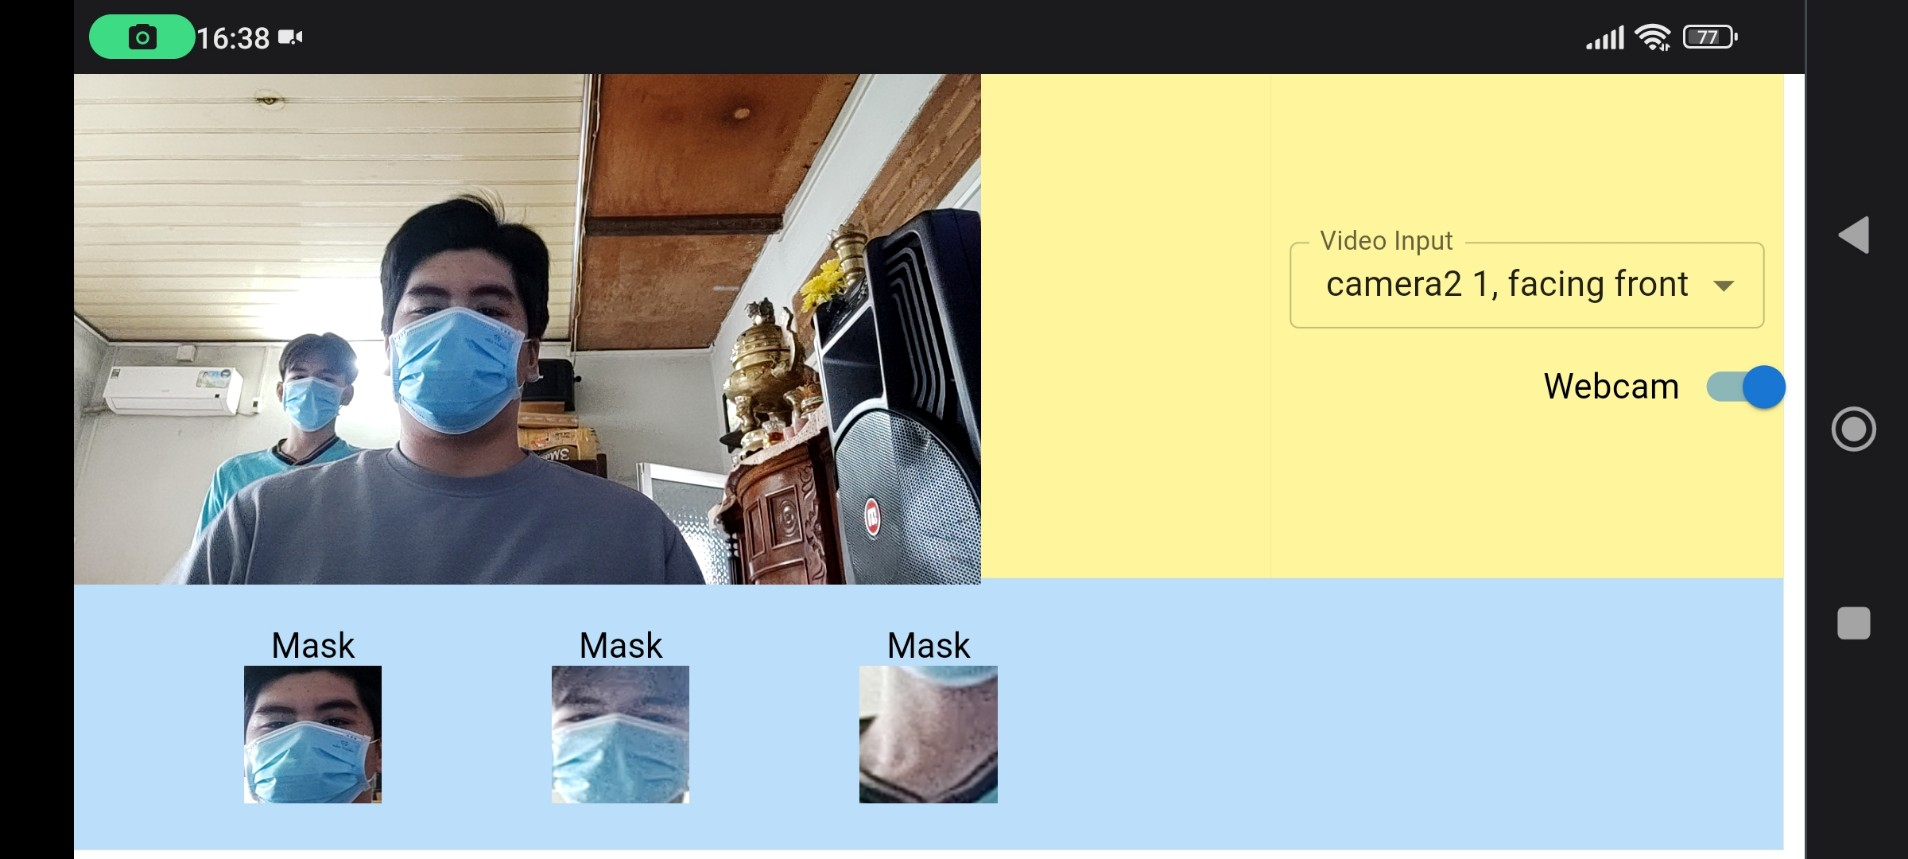 16:38
77
Video Input
camera2 1, facing front
Webcam
Mask
Mask
Mask